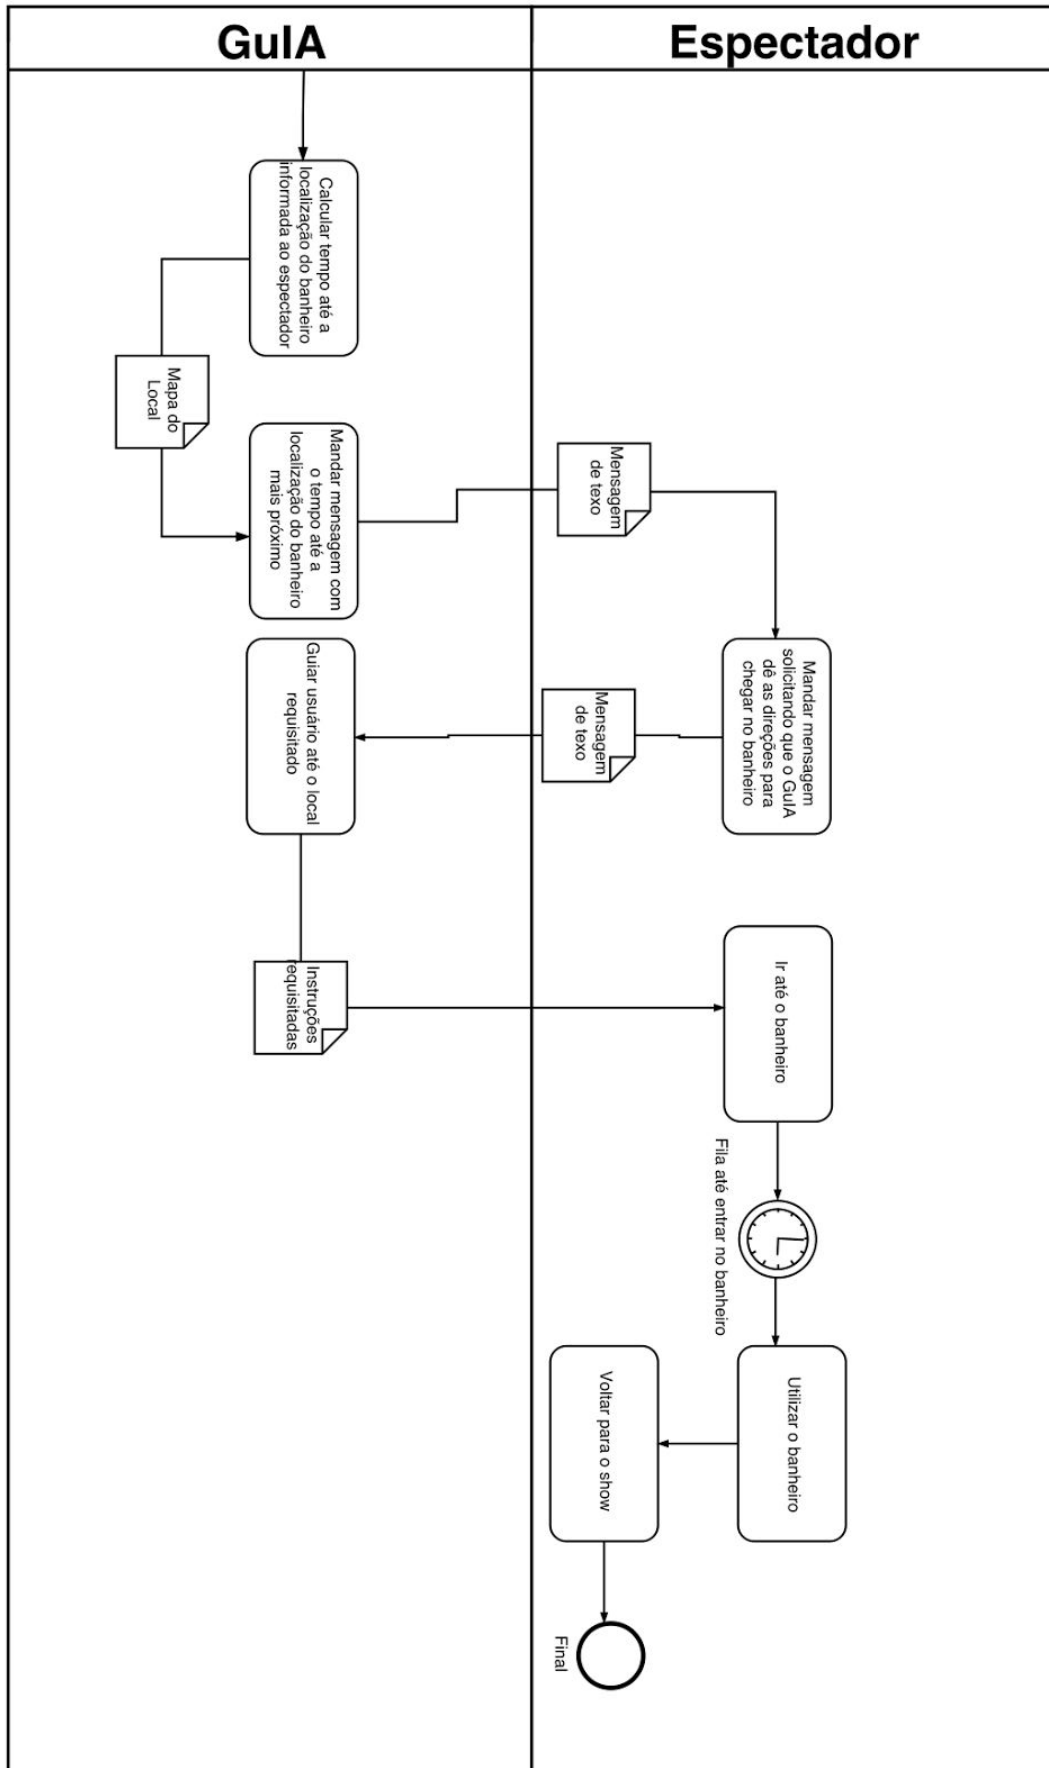 GuIA
Espectador
Calcular tempo até a
localização do banheiro
informada ao espectador
Mapa do
Local
Mandar mensagem com
o tempo até a
localização do banheiro
mais próximo
Mensagem
de texo
Mandar mensagem
solicitando que o GuIA
dê as direções para
chegar no banheiro
Mensagem
de texo
Guiar usuário até o local
requisitado
Instruções
requisitadas
Ir até o banheiro
Fila até entrar no banheiro
Utilizar o banheiro
Voltar para o show
Final